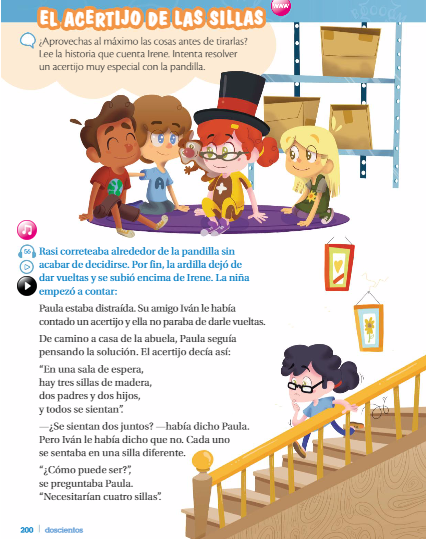 EL ACERTIJO DE LAS SILLAS
¿Aprovechas al máximo las cosas antes de tirarlas?
Lee la historia que cuenta Irene. Intenta resolver
un acertijo muy especial con la pandilla.
A
56
Rasi correteaba alrededor de la pandilla sin
acabar de decidirse. Por fin, la ardilla dejó de
dar vueltas y se subió encima de Irene. La niña
empezó a contar:
Paula estaba distraída. Su amigo Iván le había
contado un acertijo y ella no paraba de darle vueltas.
De camino a casa de la abuela, Paula seguía
pensando la solución. El acertijo decía así:
“En una sala de espera,
hay tres sillas de madera,
dos padres y dos hijos,
y todos se sientan”.
—¿Se sientan dos juntos? —había dicho Paula.
Pero Iván le había dicho que no. Cada uno
se sentaba en una silla diferente.
“¿Cómo puede ser?”,
se preguntaba Paula.
“Necesitarían cuatro sillas”.
200 | doscientos